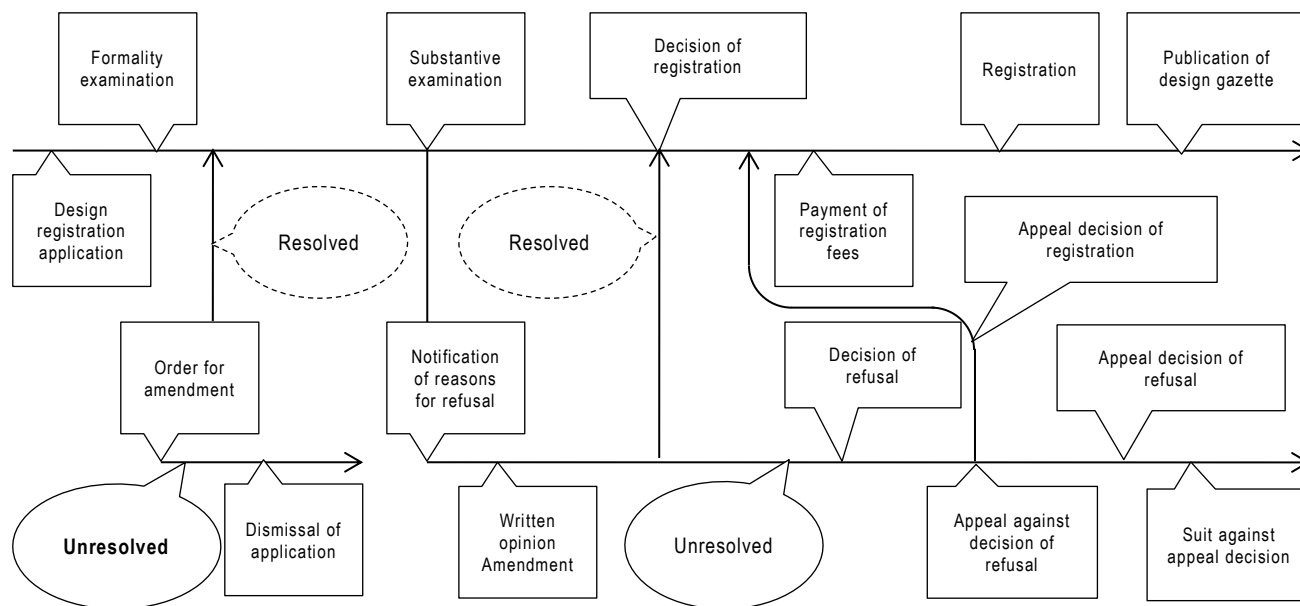 Formality
examination
Substantive
examination
Decision of
registration
Registration
Publication of
design gazette
Design
registration
application
Resolved
Resolved
Payment of
registration
fees
Appeal decision of
registration
Order for
amendment
Notification
of reasons
for refusal
Decision of
refusal
Appeal decision of
refusal
Unresolved
Dismissal of
application
Written
opinion
Amendment
Unresolved
Appeal against
decision of
refusal
Suit against
appeal decision